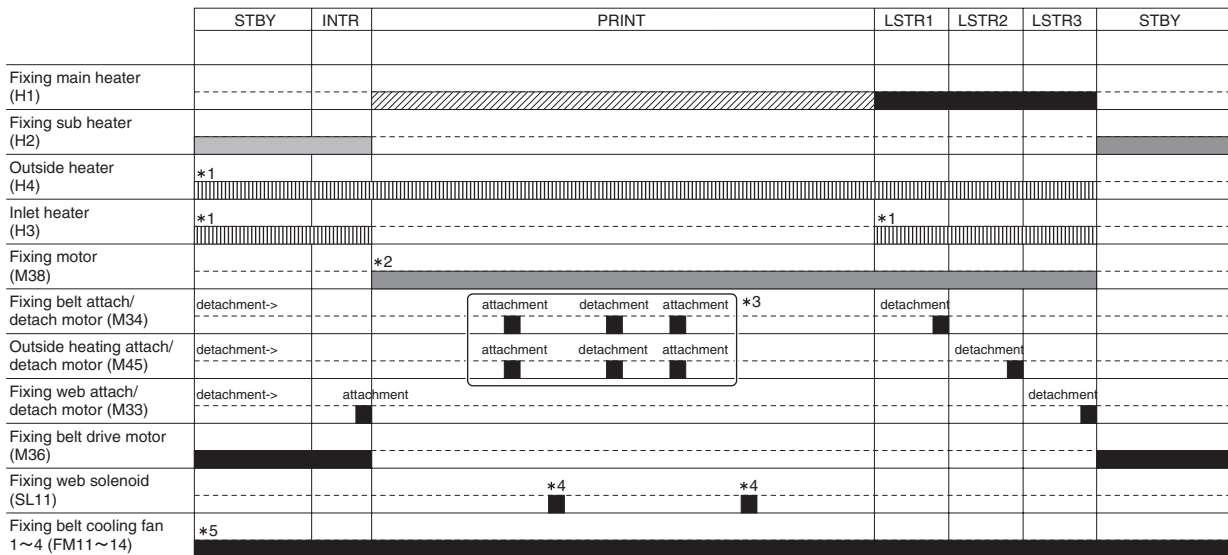 STBY INTR PRINT LSTR1 LSTR2 LSTR3 STBY
Fixing main heater
(H1)
Fixing sub heater
(H2)
Outside heater
(H4)
*1
Inlet heater
(H3)
*1 *1
Fixing motor
(M38)
*2
Fixing belt attach/
detach motor (M34)
detachment-> attachment detachment attachment *3 detachment
Outside heating attach/
detach motor (M45)
detachment-> attachment detachment attachment detachment
Fixing web attach/
detach motor (M33)
detachment-> attachment detachment
Fixing belt drive motor
(M36)
Fixing web solenoid
(SL11)
*4 *4
Fixing belt cooling fan
1~4 (FM11~14)
*5